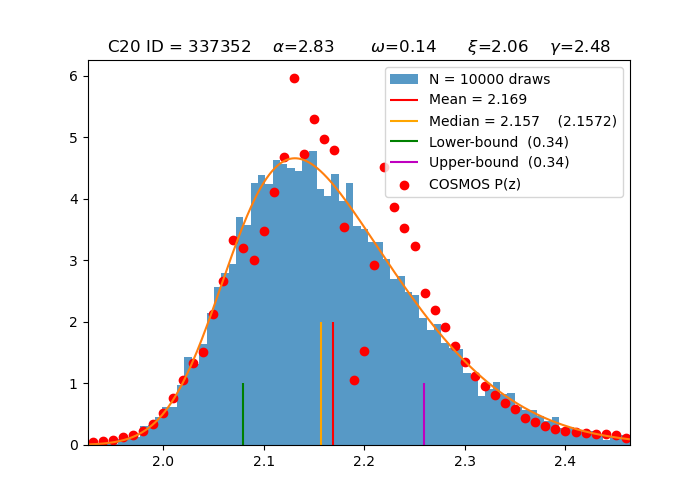 C20 ID = 337352 α=2.83 ω=0.14 ξ=2.06 γ=2.48
N = 10000 draws
Mean = 2.169
Median = 2.157 (2.1572)
Lower-bound (0.34)
Upper-bound (0.34)
COSMOS P(z)
6
5
4
3
2
1
0
2.0 2.1 2.2 2.3 2.4